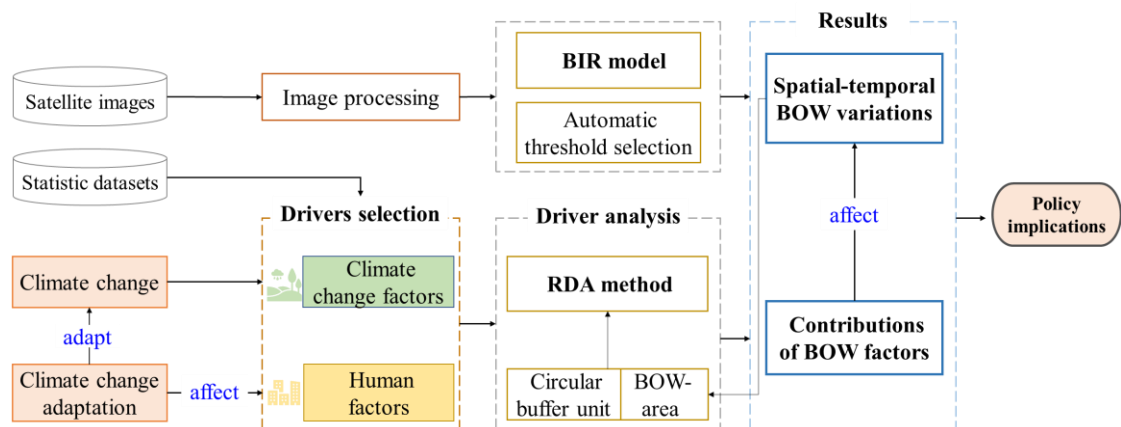 Results
BIR model
Satellite images
Image processing
Automatic
threshold selection
Spatial-temporal
BOW variations
Statistic datasets
Drivers selection
Driver analysis
affect
Policy
implications
Climate change
Climate
change factors
RDA method
adapt
Climate change
adaptation
affect
Human
factors
Circular
buffer unit
BOW-
area
Contributions
of BOW factors